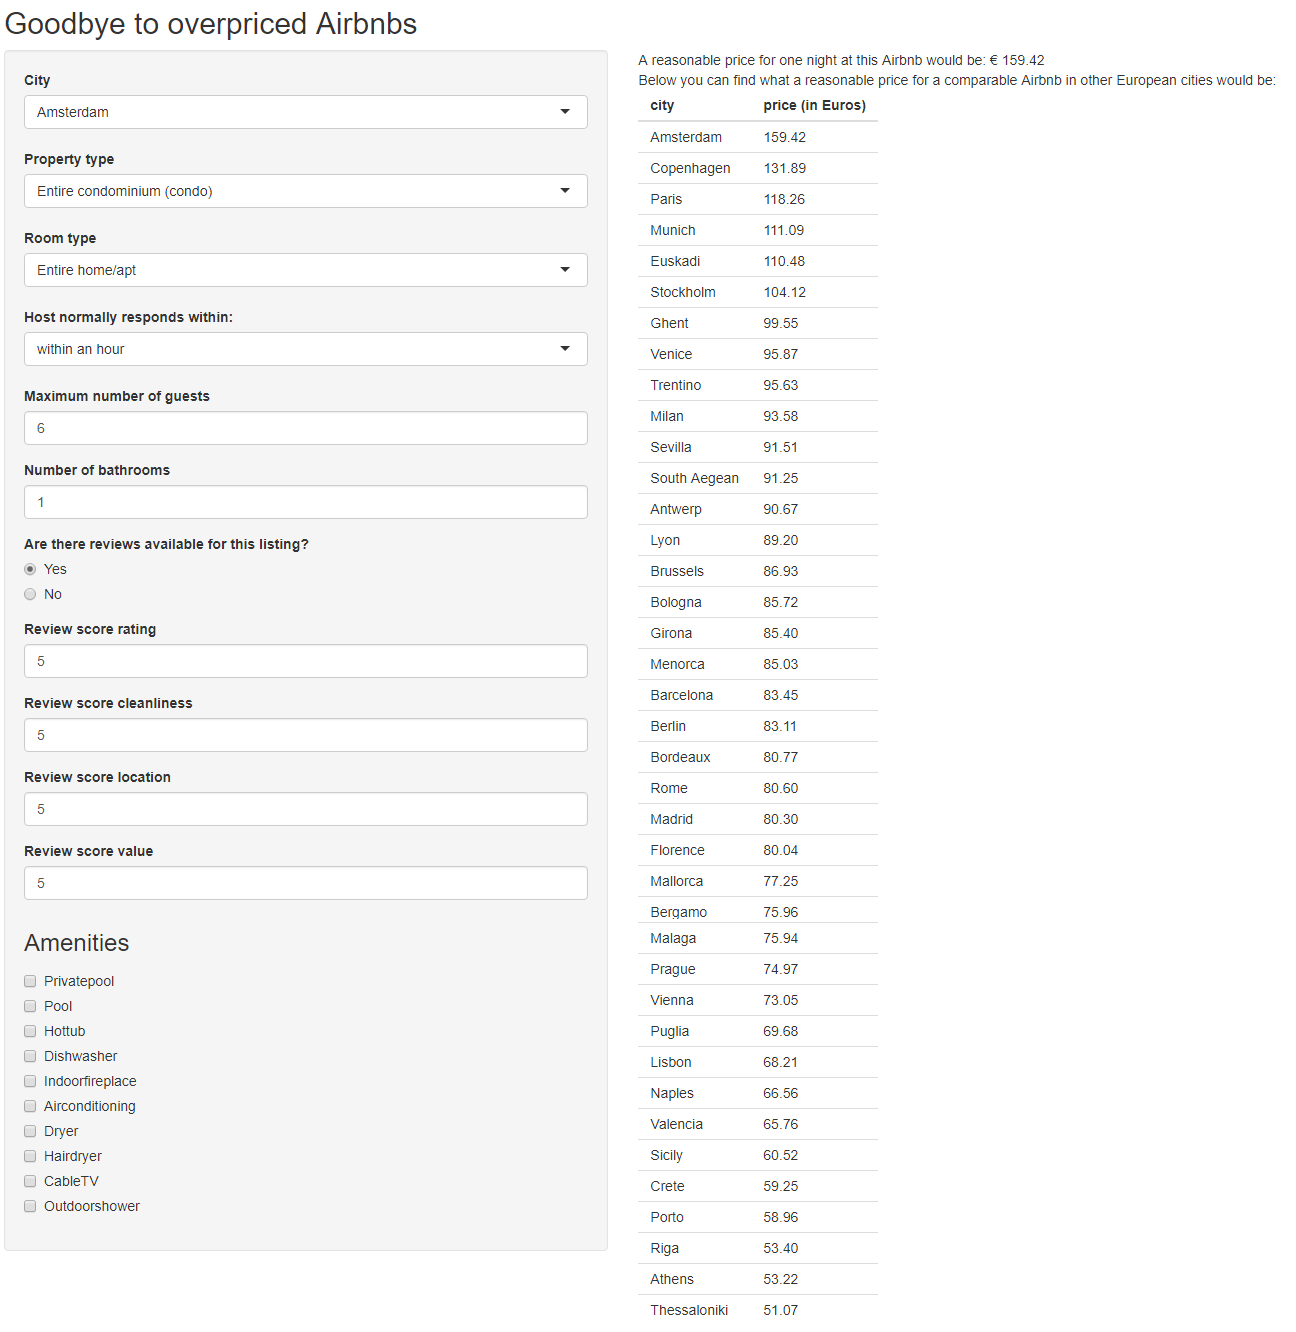 Goodbye to overpriced Airbnbs
City
Amsterdam
Property type
Entire condominium (condo)
Room type
Entire home/apt
Host normally responds within:
within an hour
Maximum number of guests
6
Number of bathrooms
1
Are there reviews available for this listing?
Yes
No
Review score rating
5
Review score cleanliness
5
Review score location
5
Review score value
5
Amenities
Privatepool
Pool
Hottub
Dishwasher
Indoorfireplace
Airconditioning
Dryer
Hairdryer
CableTV
Outdoorshower
A reasonable price for one night at this Airbnb would be: € 159.42
Below you can find what a reasonable price for a comparable Airbnb in other European cities would be:
city price (in Euros)
Amsterdam 159.42
Copenhagen 131.89
Paris 118.26
Munich 111.09
Euskadi 110.48
Stockholm 104.12
Ghent 99.55
Venice 95.87
Trentino 95.63
Milan 93.58
Sevilla 91.51
South Aegean 91.25
Antwerp 90.67
Lyon 89.20
Brussels 86.93
Bologna 85.72
Girona 85.40
Menorca 85.03
Barcelona 83.45
Berlin 83.11
Bordeaux 80.77
Rome 80.60
Madrid 80.30
Florence 80.04
Mallorca 77.25
Bergamo 75.96
Malaga 75.94
Prague 74.97
Vienna 73.05
Puglia 69.68
Lisbon 68.21
Naples 66.56
Valencia 65.76
Sicily 60.52
Crete 59.25
Porto 58.96
Riga 53.40
Athens 53.22
Thessaloniki 51.07